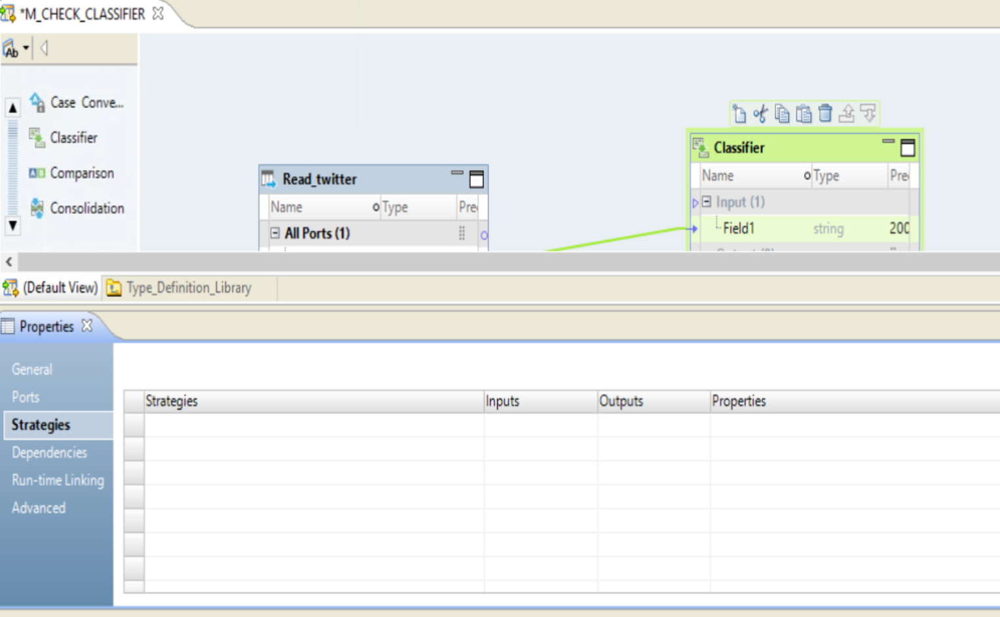 *M_CHECK_CLASSIFIER
Ab
Case Conve...
Classifier
Comparison
Consolidation
Read_twitter
Name Type Pre
All Ports (1)
Classifier
Name Type Pre
Input (1)
Field1 string 200
(Default View) Type_Definition_Library
Properties
General
Ports
Strategies
Dependencies
Run-time Linking
Advanced
Strategies Inputs Outputs Properties